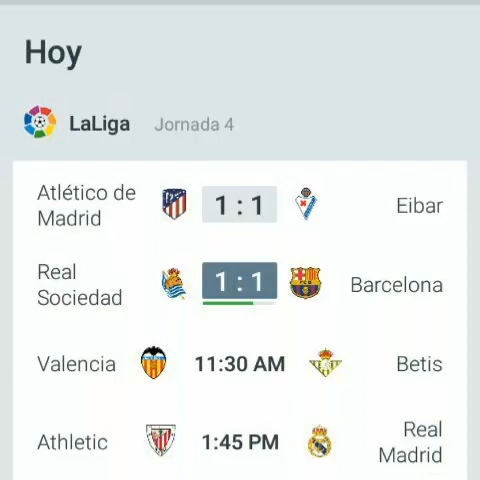 Hoy
LaLiga Jornada 4
Atlético de
Madrid
1 : 1
Eibar
Real
Sociedad
1 : 1
Barcelona
Valencia 11:30 AM Betis
Athletic 1:45 PM Real
Madrid